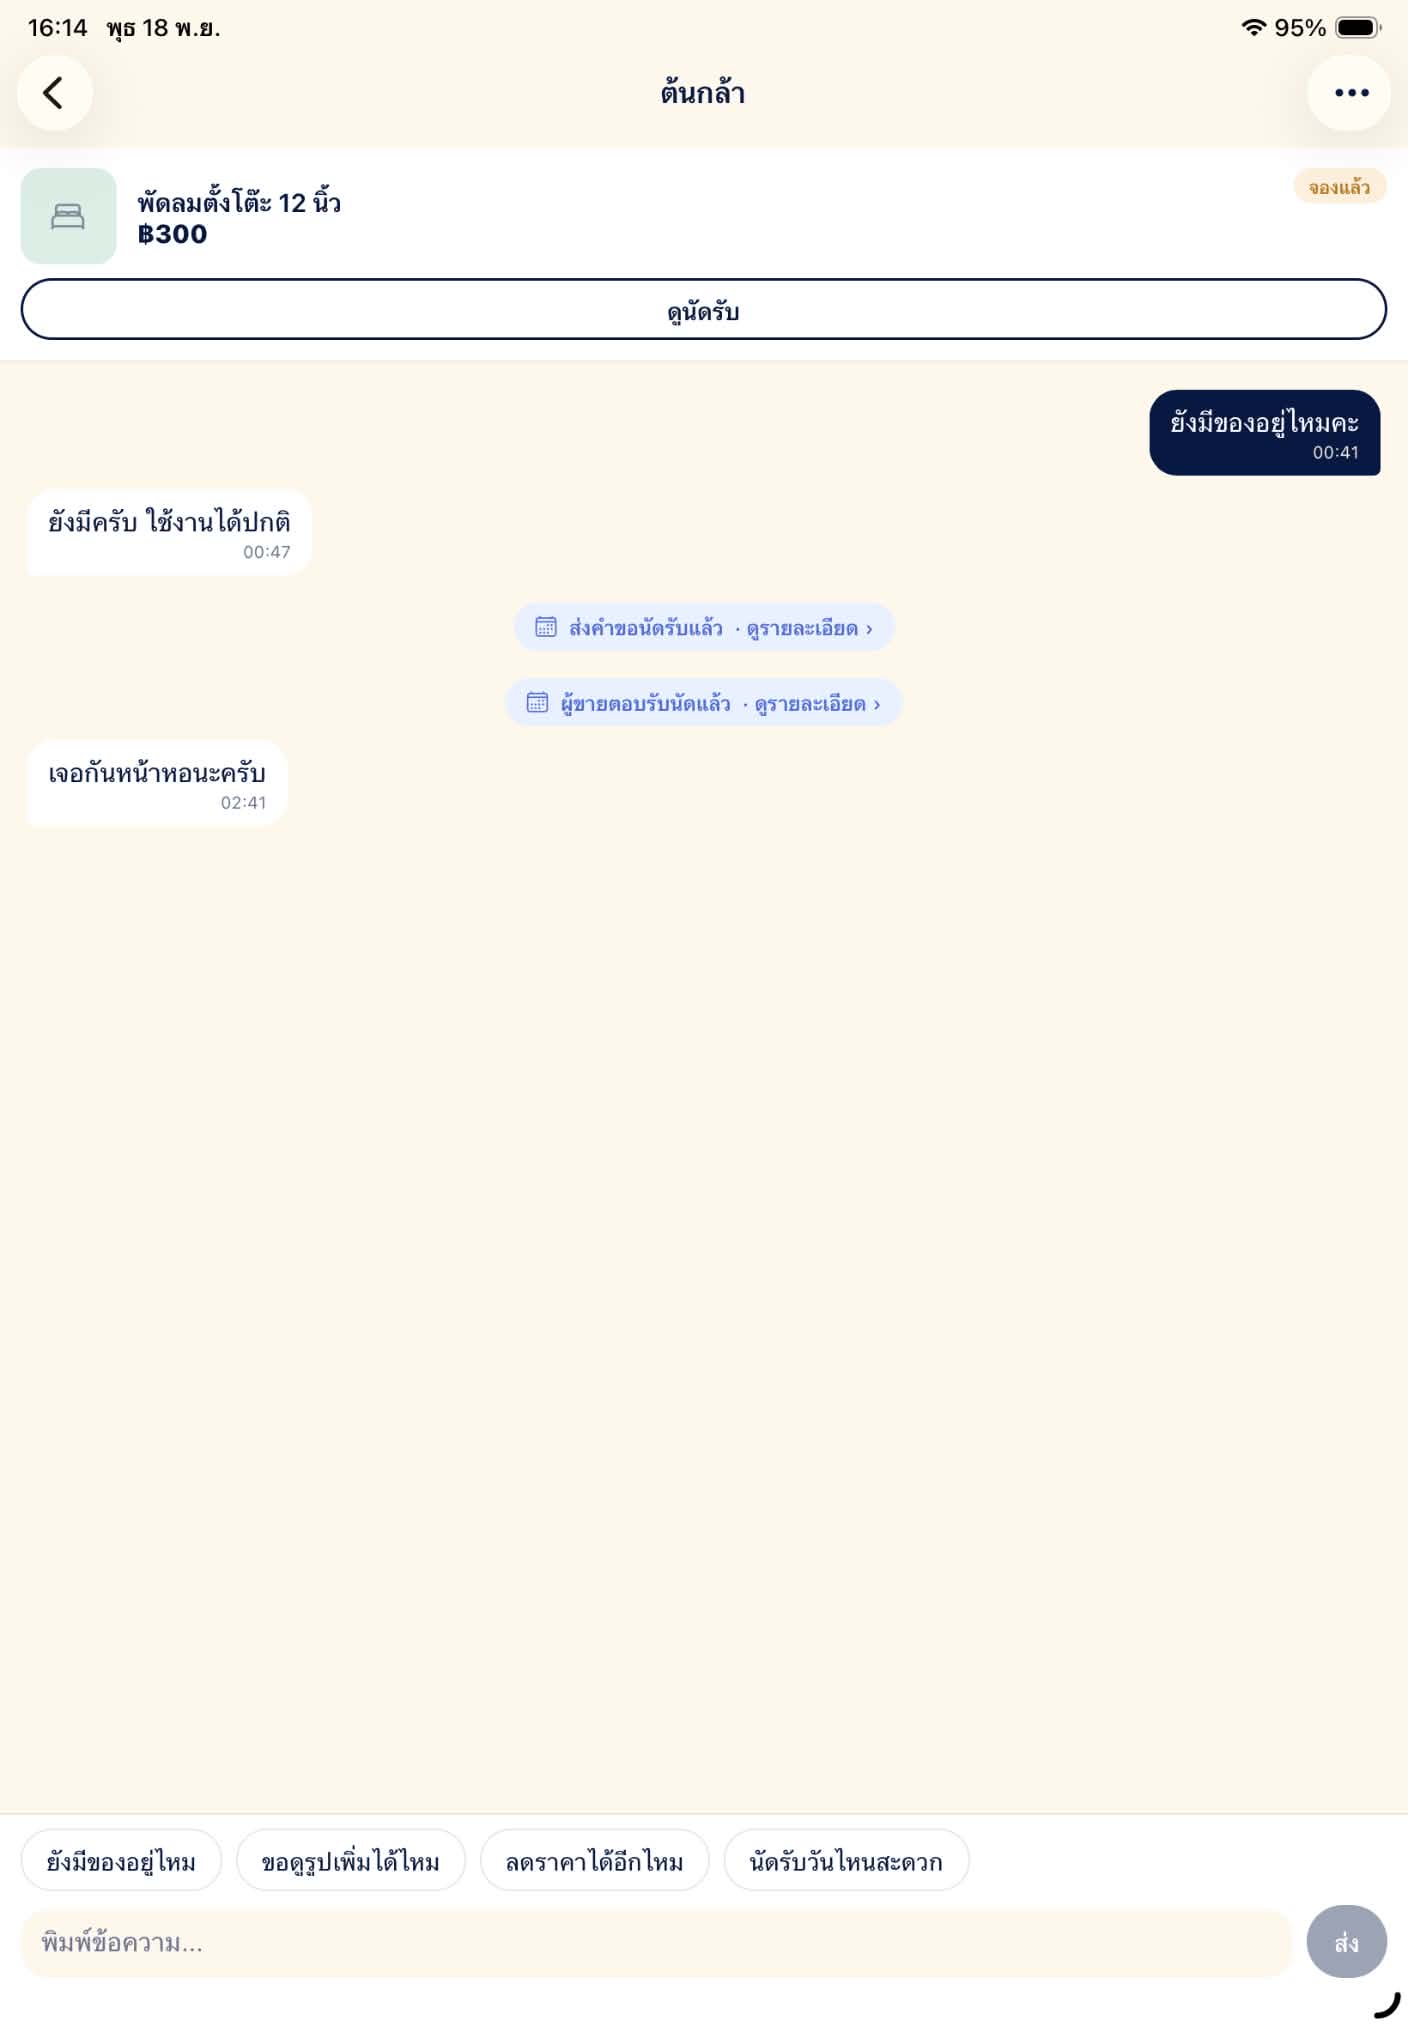 16:14 พุธ 18 พ.ย.
95%
ต้นกล้า
พัดลมตั้งโต๊ะ 12 นิ้ว
จองแล้ว
฿300
ดูนัดรับ
ยังมีของอยู่ไหมคะ
00:41
ยังมีครับ ใช้งานได้ปกติ
00:47
ส่งคำขอนัดรับแล้ว · ดูรายละเอียด ›
ผู้ขายตอบรับนัดแล้ว · ดูรายละเอียด ›
เจอกันหน้าหอนะครับ
02:41
ยังมีของอยู่ไหม
ขอดูรูปเพิ่มได้ไหม
ลดราคาได้อีกไหม
นัดรับวันไหนสะดวก
พิมพ์ข้อความ...
ส่ง